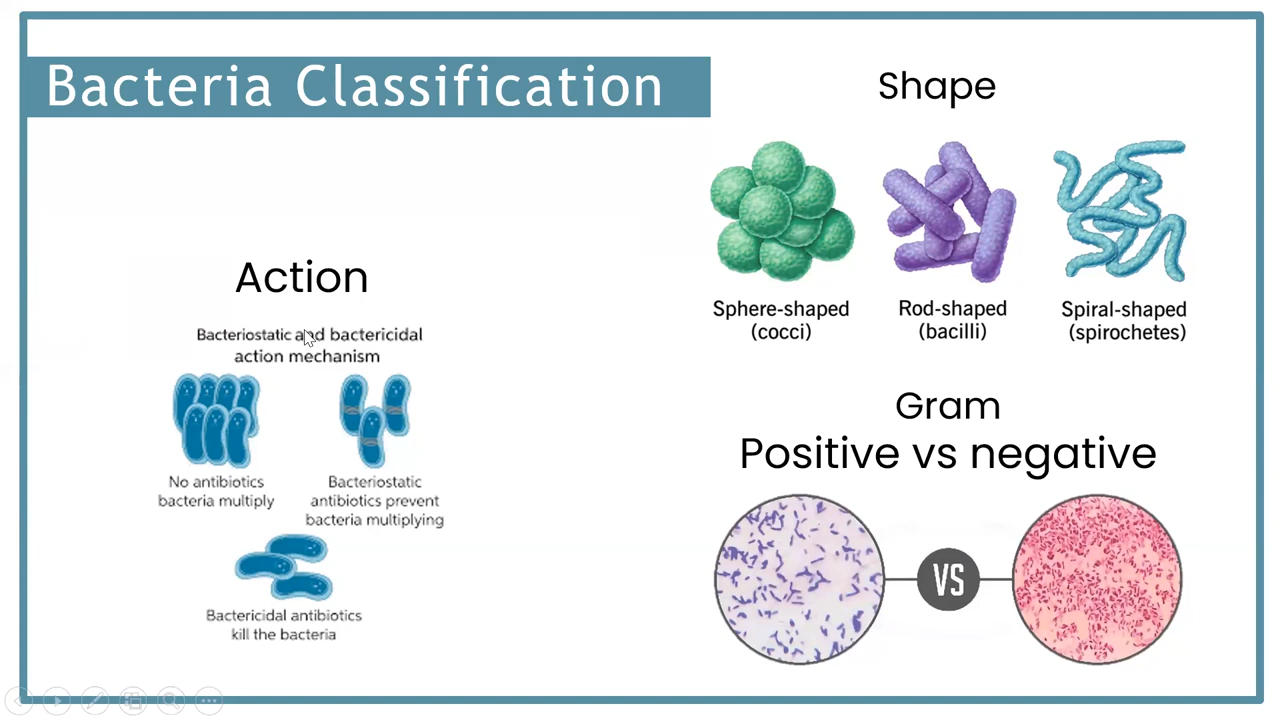 Bacteria Classification
Shape
Sphere-shaped
(cocci)
Rod-shaped
(bacilli)
Spiral-shaped
(spirochetes)
Action
Bacteriostatic and bactericidal
action mechanism
No antibiotics
bacteria multiply
Bacteriostatic
antibiotics prevent
bacteria multiplying
Bactericidal antibiotics
kill the bacteria
Gram
Positive vs negative
VS